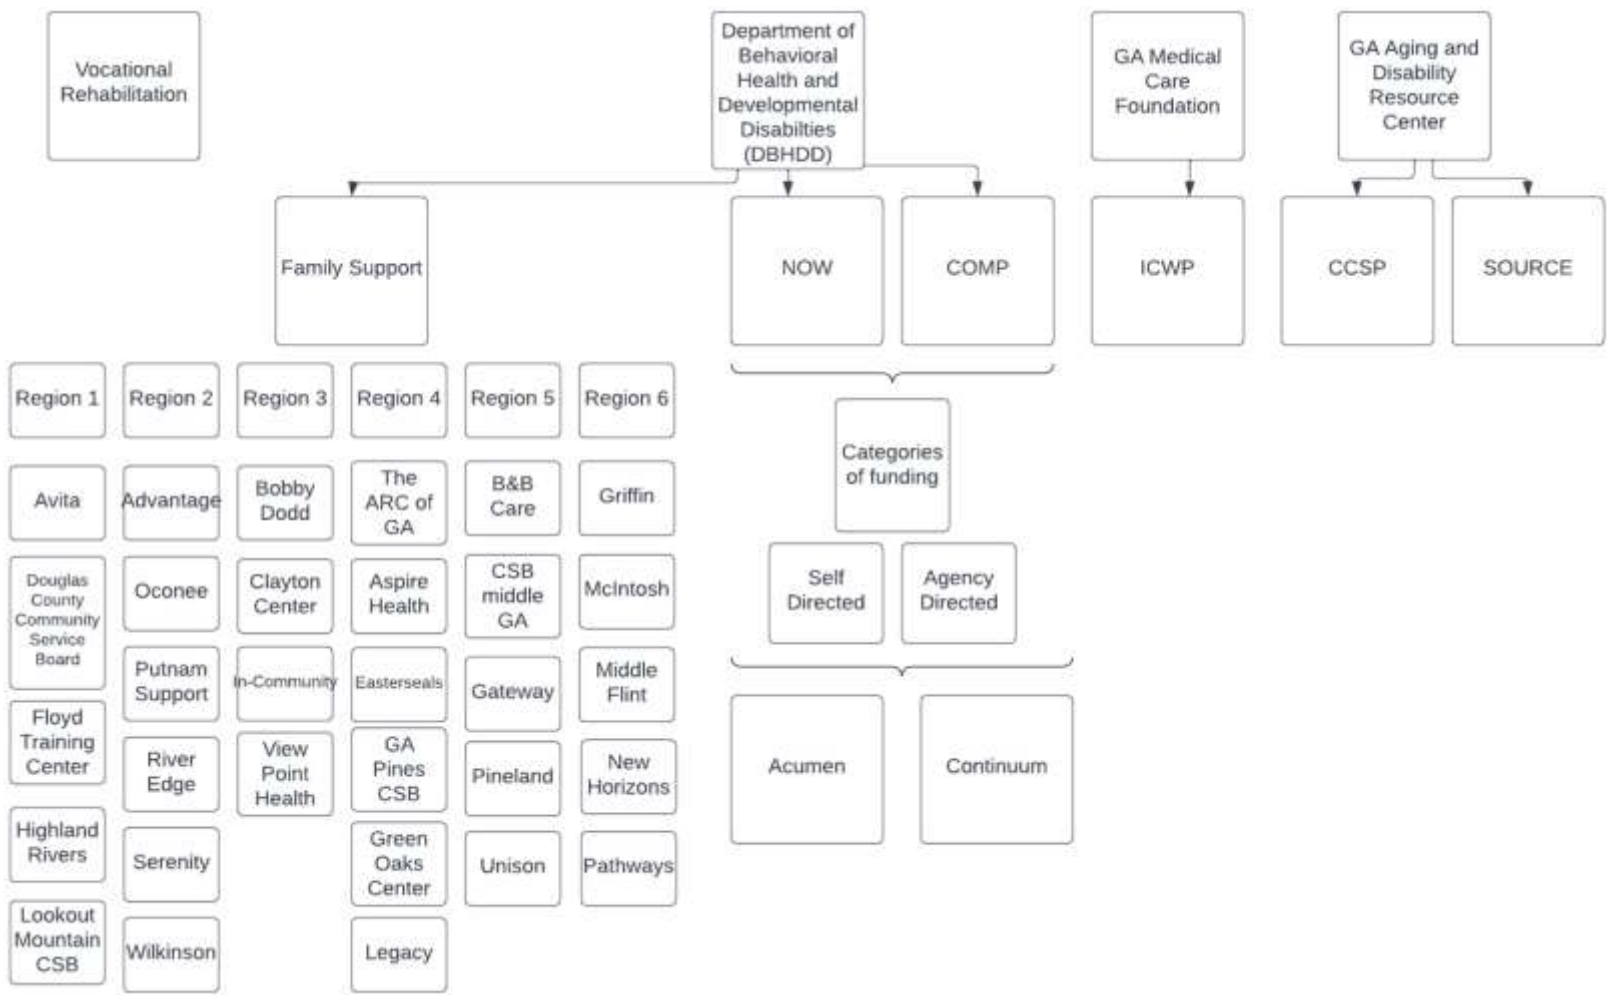 Vocational
Rehabilitation
Department of
Behavioral
Health and
Developmental
Disabilties
(DBHDD)
GA Medical
Care
Foundation
GA Aging and
Disability
Resource
Center
Family Support
NOW
COMP
ICWP
CCSP
SOURCE
Region 1
Region 2
Region 3
Region 4
Region 5
Region 6
Avita
Douglas
County
Community
Service
Board
Floyd
Training
Center
Highland
Rivers
Lookout
Mountain
CSB
Advantage
Oconee
Putnam
Support
River
Edge
Serenity
Wilkinson
Bobby
Dodd
Clayton
Center
In-Community
View
Point
Health
The
ARC of
GA
Aspire
Health
Easterseals
GA
Pines
CSB
Green
Oaks
Center
Legacy
B&B
Care
CSB
middle
GA
Gateway
Pineland
Unison
Griffin
McIntosh
Middle
Flint
New
Horizons
Pathways
Categories
of funding
Self
Directed
Agency
Directed
Acumen
Continuum